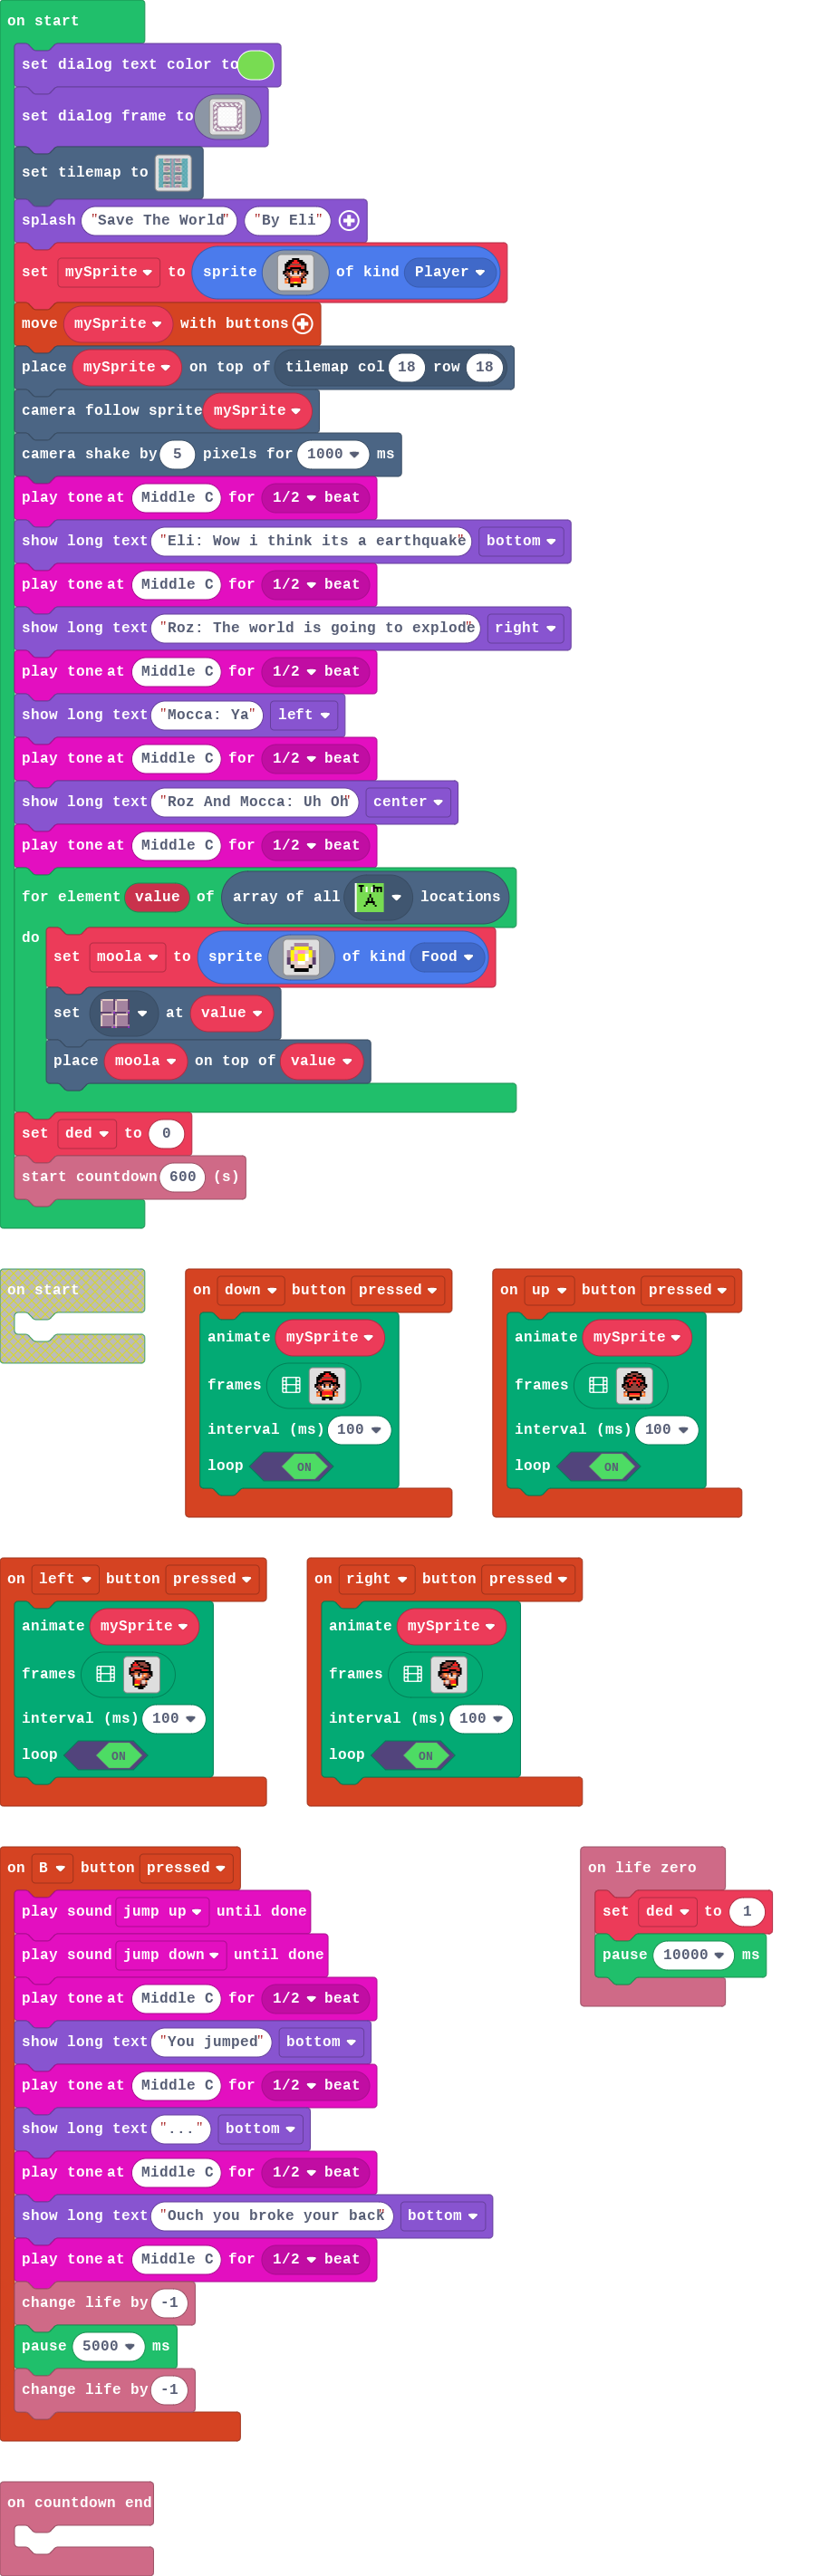 on start
set dialog text color to
set dialog frame to
set tilemap to
splash "Save The World" "By Eli"
set mySprite to sprite of kind Player
move mySprite with buttons
place mySprite on top of tilemap col 18 row 18
camera follow sprite mySprite
camera shake by 5 pixels for 1000 ms
play tone at Middle C for 1/2 beat
show long text "Eli: Wow i think its a earthquake" bottom
play tone at Middle C for 1/2 beat
show long text "Roz: The world is going to explode" right
play tone at Middle C for 1/2 beat
show long text "Mocca: Ya" left
play tone at Middle C for 1/2 beat
show long text "Roz And Mocca: Uh Oh" center
play tone at Middle C for 1/2 beat
for element value of array of all locations
do
set moola to sprite of kind Food
set at value
place moola on top of value
set ded to 0
start countdown 600 (s)
on start
on down button pressed
animate mySprite
frames
interval (ms) 100
loop ON
on up button pressed
animate mySprite
frames
interval (ms) 100
loop ON
on left button pressed
animate mySprite
frames
interval (ms) 100
loop ON
on right button pressed
animate mySprite
frames
interval (ms) 100
loop ON
on B button pressed
play sound jump up until done
play sound jump down until done
play tone at Middle C for 1/2 beat
show long text "You jumped" bottom
play tone at Middle C for 1/2 beat
show long text "..." bottom
play tone at Middle C for 1/2 beat
show long text "Ouch you broke your back" bottom
play tone at Middle C for 1/2 beat
change life by -1
pause 5000 ms
change life by -1
on life zero
set ded to 1
pause 10000 ms
on countdown end